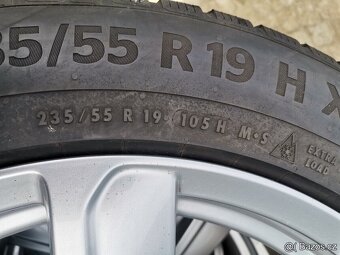 35/55 R 19 H X
235/55 R 19 105 H M•S EXTRA
LOAD
© Bazos.cz